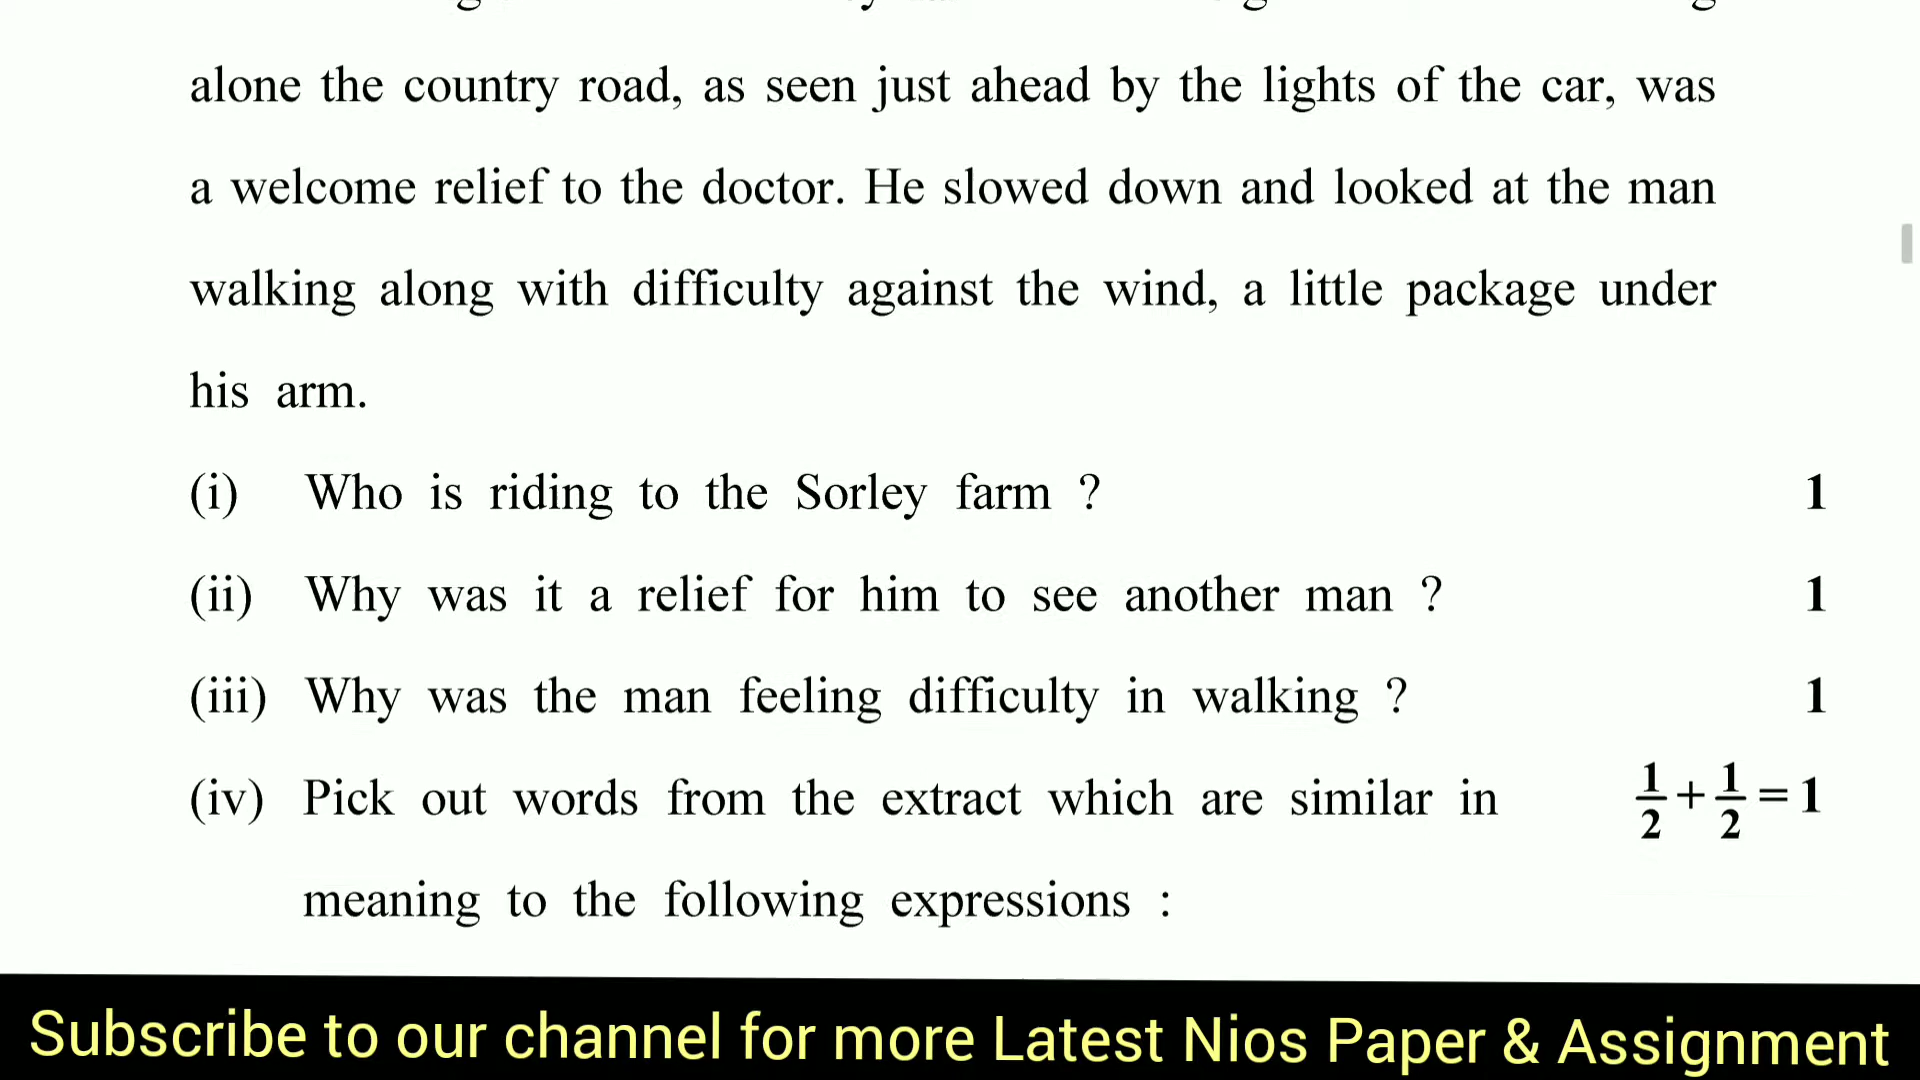 alone the country road, as seen just ahead by the lights of the car, was
a welcome relief to the doctor. He slowed down and looked at the man
walking along with difficulty against the wind, a little package under
his arm.
(i) Who is riding to the Sorley farm ? 1
(ii) Why was it a relief for him to see another man ? 1
(iii) Why was the man feeling difficulty in walking ? 1
(iv) Pick out words from the extract which are similar in 1/2 + 1/2 = 1
meaning to the following expressions :
Subscribe to our channel for more Latest Nios Paper & Assignment